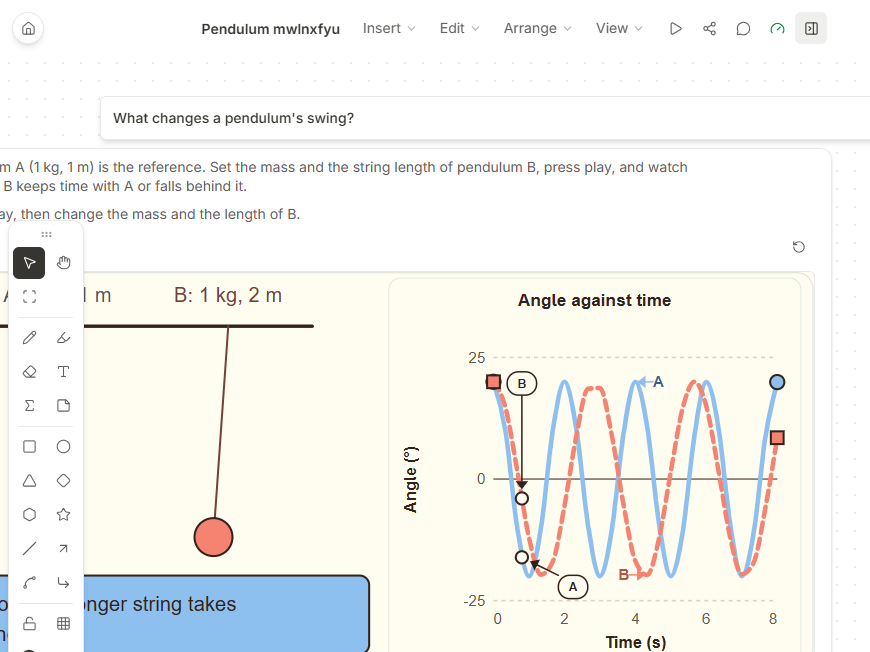 Pendulum mwlnxfyu
Insert
Edit
Arrange
View
What changes a pendulum's swing?
m A (1 kg, 1 m) is the reference. Set the mass and the string length of pendulum B, press play, and watch
B keeps time with A or falls behind it.
ay, then change the mass and the length of B.
1 m
B: 1 kg, 2 m
Angle against time
25
0
-25
Angle (°)
B
A
B
A
0
2
4
6
8
Time (s)
onger string takes